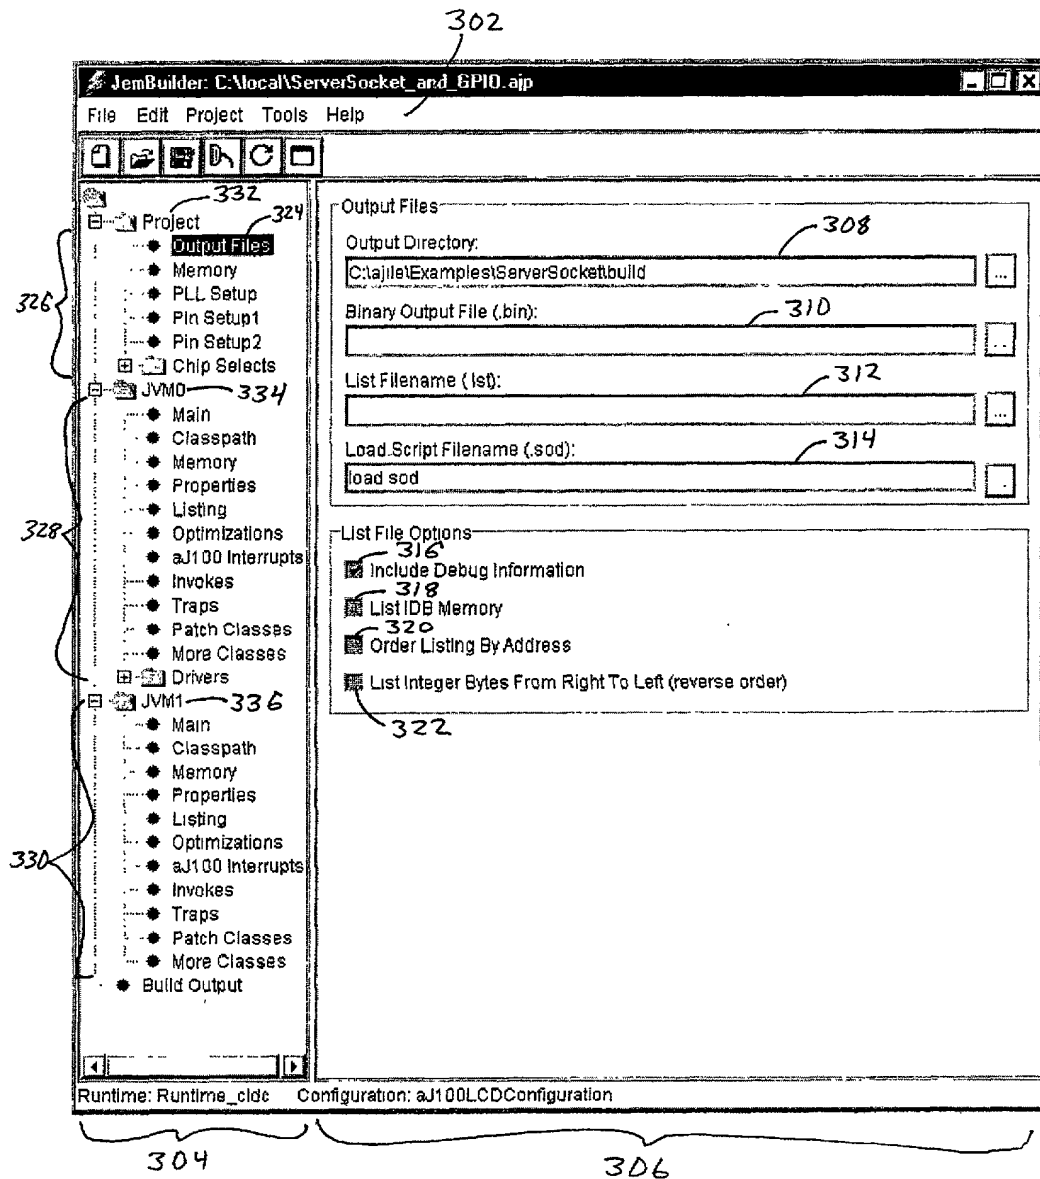 302
JemBuilder: C:\local\ServerSocket_and_GPIO.ajp
File Edit Project Tools Help
332
Project
324
Output Files
Memory
PLL Setup
326
Pin Setup1
Pin Setup2
Chip Selects
JVM0
334
Main
Classpath
Memory
Properties
Listing
328
Optimizations
aJ100 Interrupts
Invokes
Traps
Patch Classes
More Classes
Drivers
JVM1
336
Main
Classpath
Memory
Properties
Listing
Optimizations
330
aJ100 Interrupts
Invokes
Traps
Patch Classes
More Classes
Build Output
Output Files
308
Output Directory:
C:\ajile\Examples\ServerSocket\build
...
Binary Output File (.bin):
310
List Filename (.lst):
312
...
Load Script Filename (.sod):
314
load sod
List File Options
316
Include Debug Information
318
List IDB Memory
320
Order Listing By Address
List Integer Bytes From Right To Left (reverse order)
322
Runtime: Runtime_cldc Configuration: aJ100LCDConfiguration
304
306